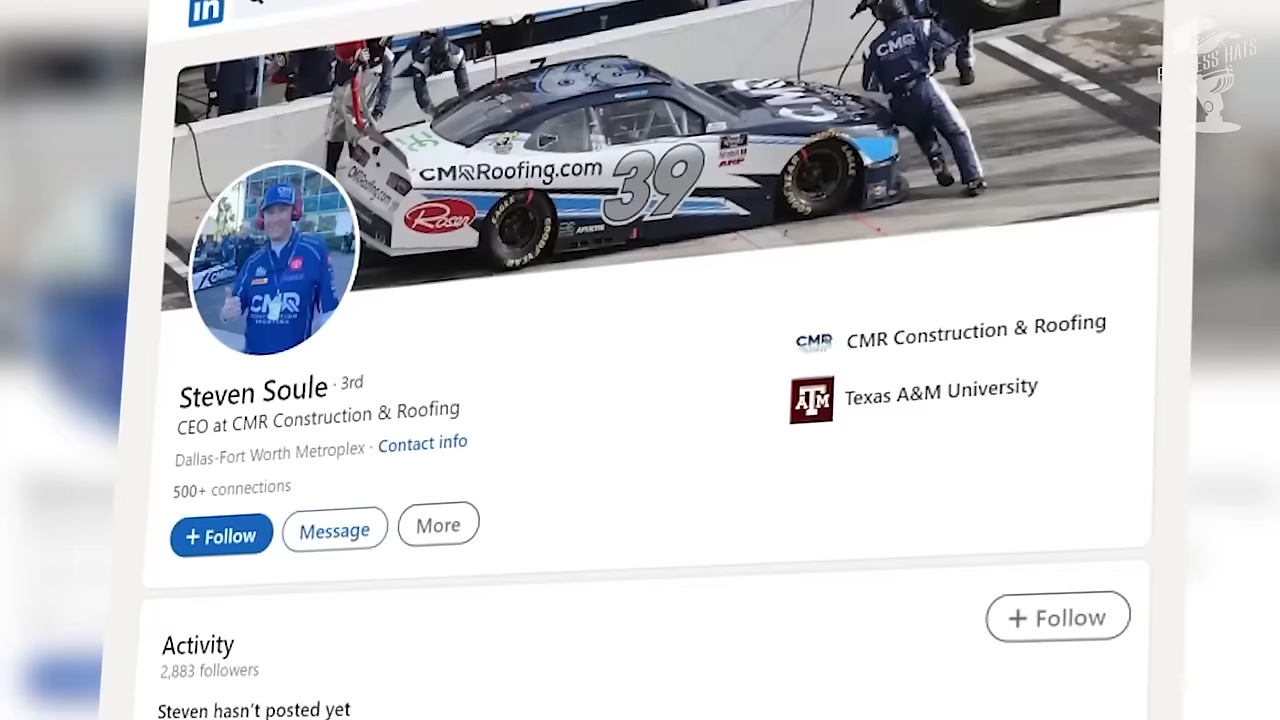 in
CMR
CMRRoofing.com 39
Rosen
CMR
CMR Construction & Roofing
Texas A&M University
Steven Soule · 3rd
CEO at CMR Construction & Roofing
Dallas-Fort Worth Metroplex · Contact info
500+ connections
+ Follow
Message
More
+ Follow
Activity
2,883 followers
Steven hasn't posted yet